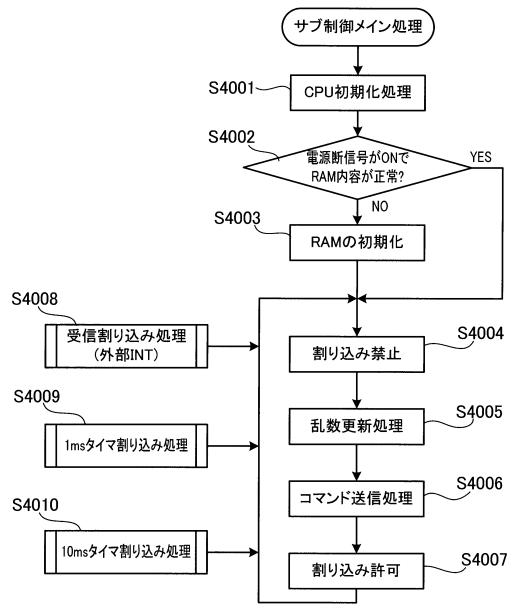 サブ制御メイン処理
S4001
CPU初期化処理
S4002
電源断信号がONで
RAM内容が正常?
YES
NO
S4003
RAMの初期化
S4008
受信割り込み処理
(外部INT)
S4004
割り込み禁止
S4009
1msタイマ割り込み処理
S4005
乱数更新処理
S4006
コマンド送信処理
S4010
10msタイマ割り込み処理
S4007
割り込み許可